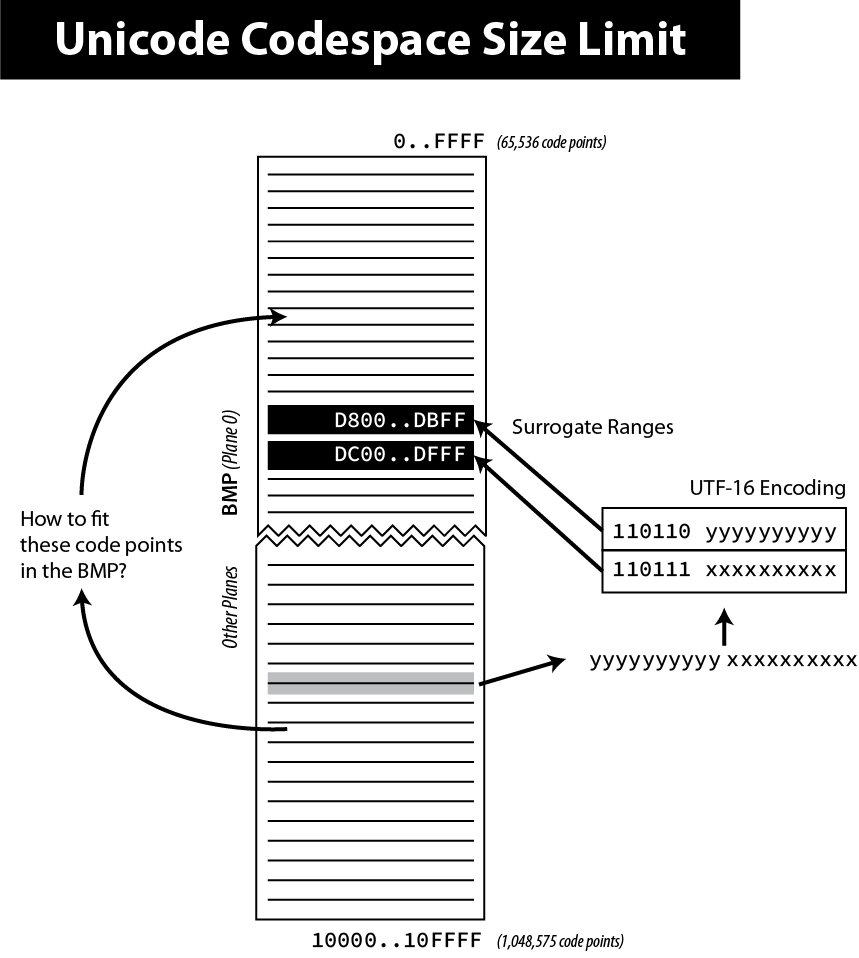 Unicode Codespace Size Limit
0..FFFF (65,536 code points)
D800..DBFF
DC00..DFFF
Surrogate Ranges
BMP (Plane 0)
UTF-16 Encoding
110110 yyyyyyyyyy
110111 xxxxxxxxxx
How to fit
these code points
in the BMP?
Other Planes
yyyyyyyyyy xxxxxxxxxx
10000..10FFFF (1,048,575 code points)